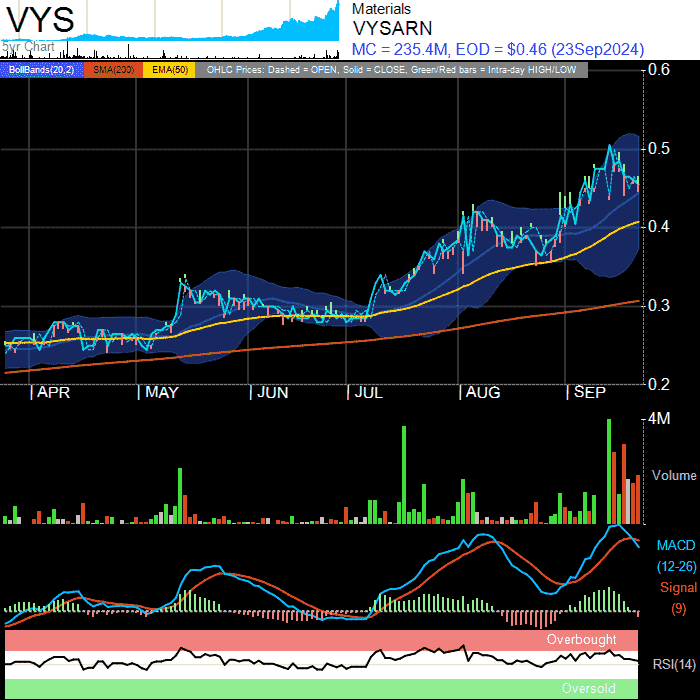 VYS
5yr Chart
Materials
VYSARN
MC = 235.4M, EOD = $0.46 (23Sep2024)
BollBands(20,2) SMA(200) EMA(50) OHLC Prices: Dashed = OPEN, Solid = CLOSE, Green/Red bars = Intra-day HIGH/LOW
0.6
0.5
0.4
0.3
0.2
APR MAY JUN JUL AUG SEP
4M
Volume
MACD
(12-26)
Signal
(9)
Overbought
RSI(14)
Oversold